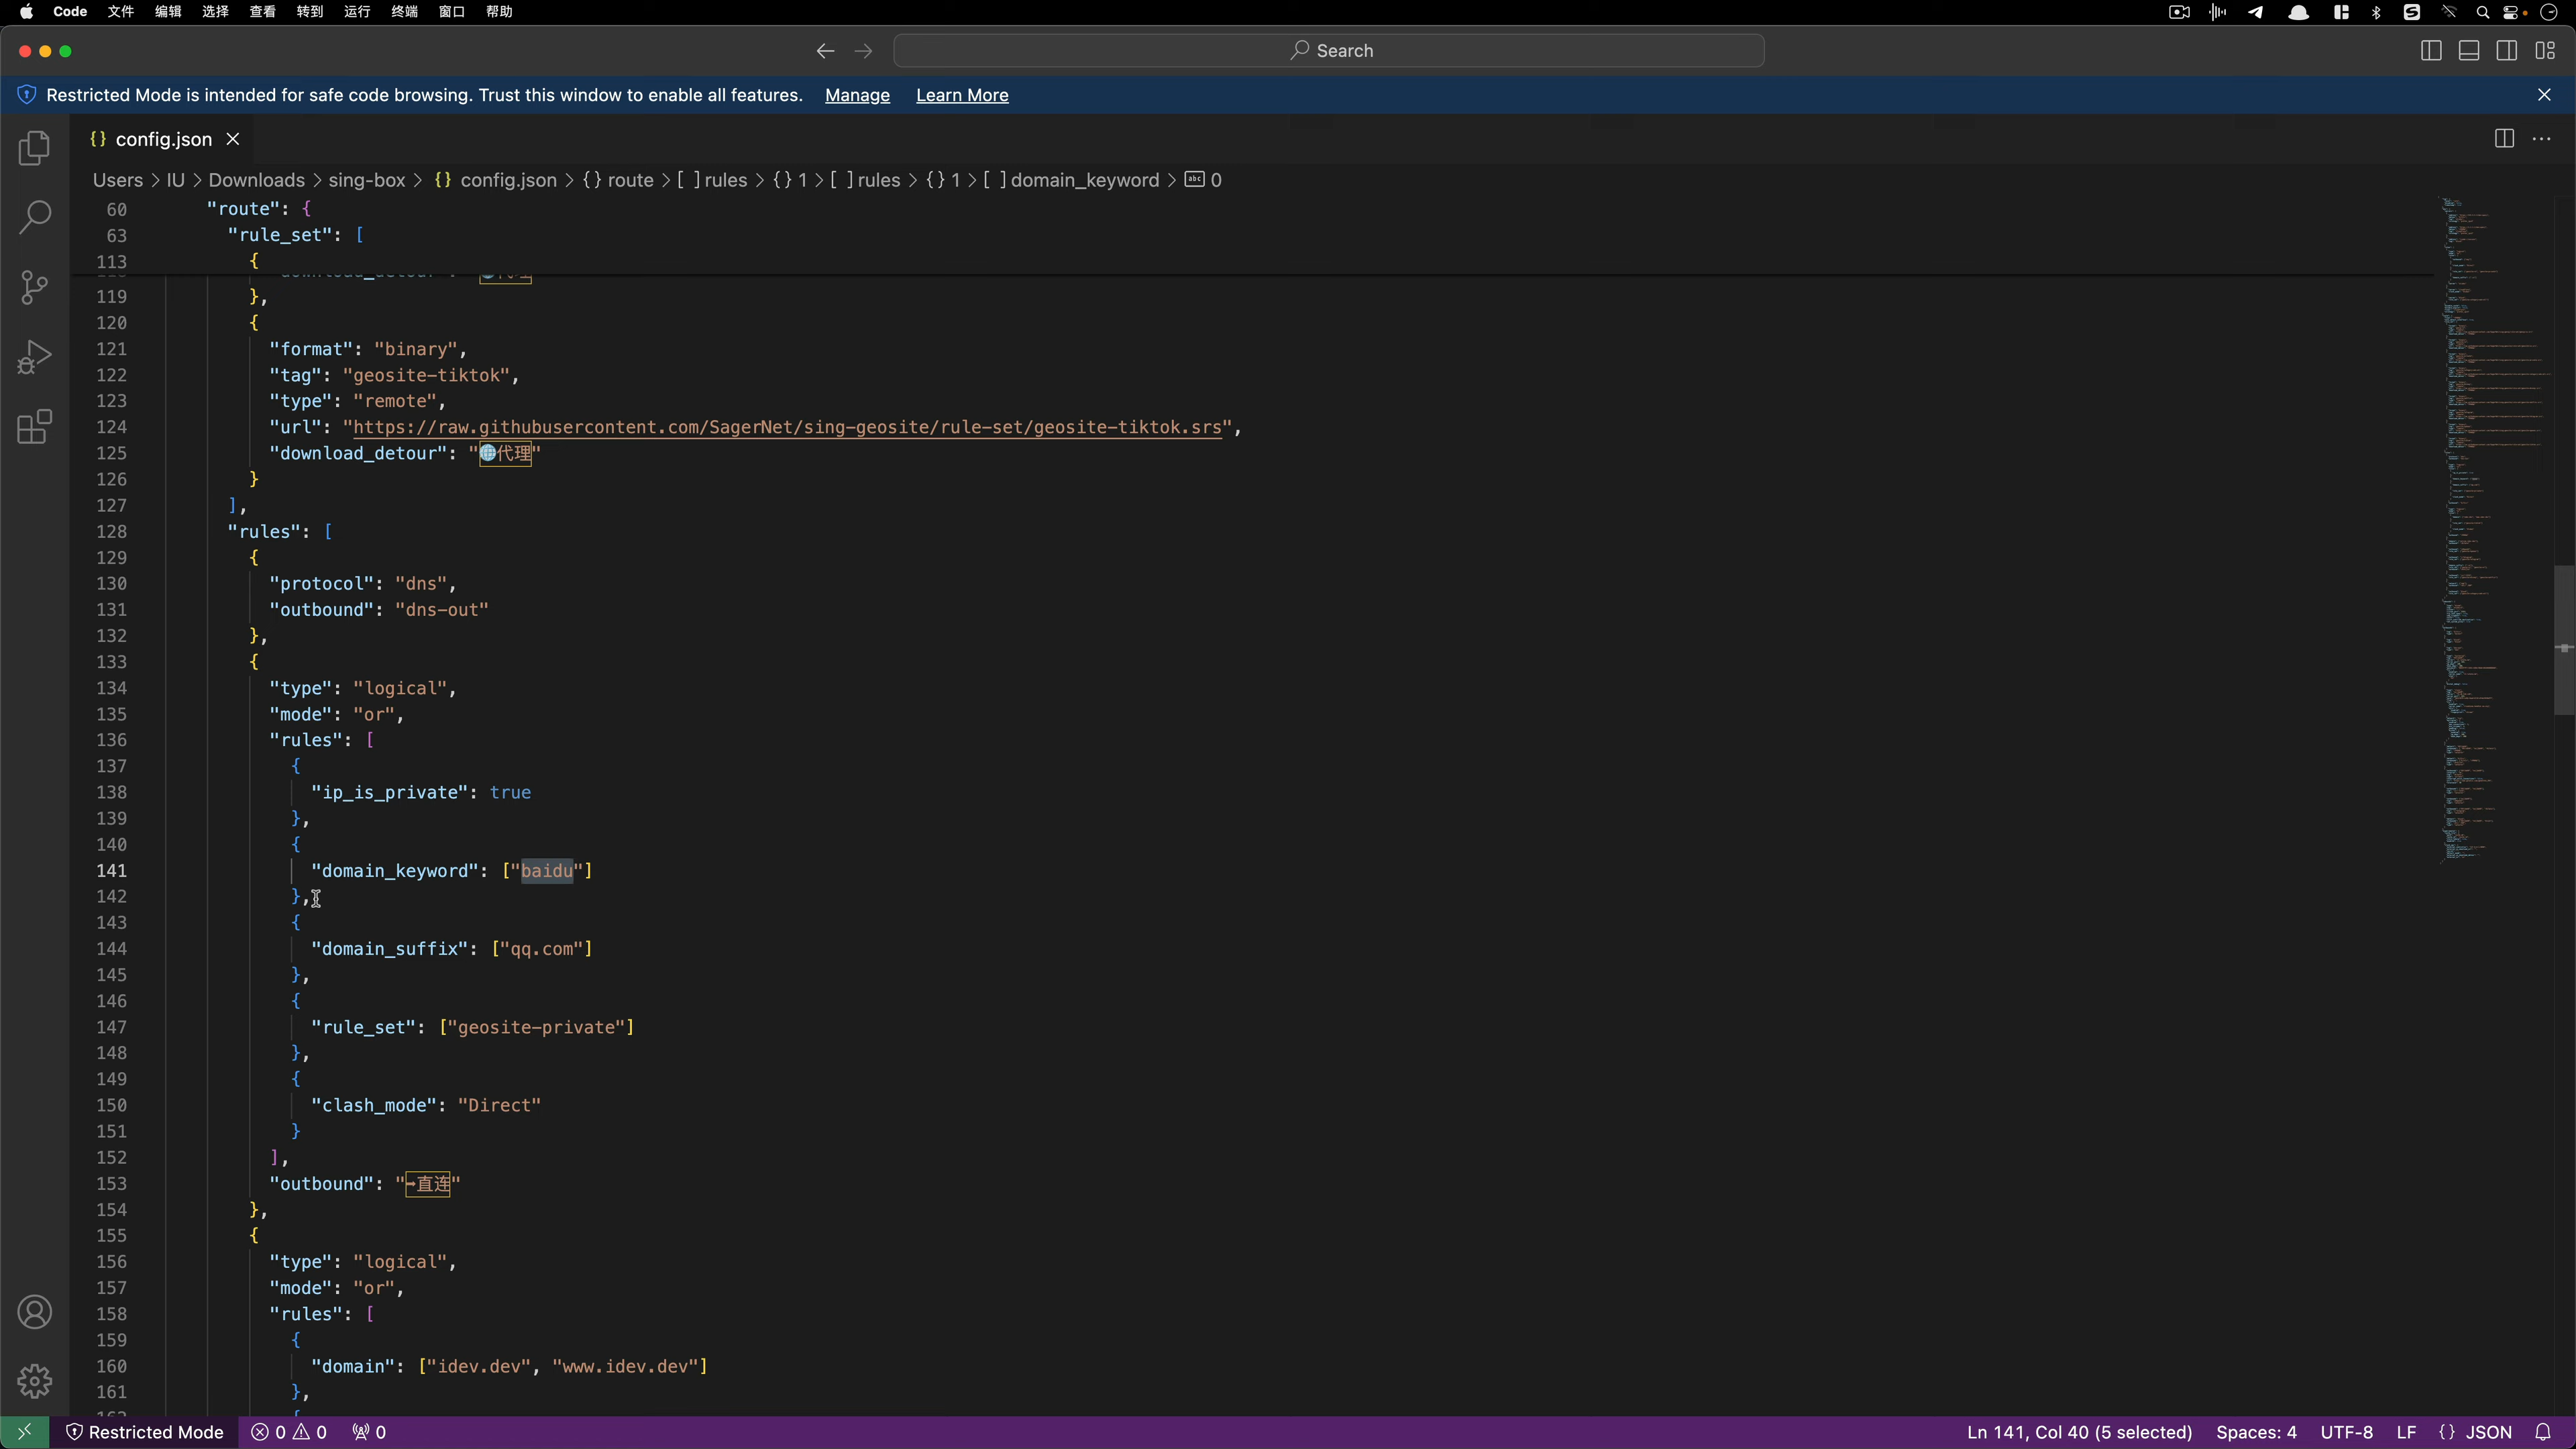 Code 文件 编辑 选择 查看 转到 运行 终端 窗口 帮助
Search
Restricted Mode is intended for safe code browsing. Trust this window to enable all features. Manage Learn More
{} config.json
Users > IU > Downloads > sing-box > {} config.json > {} route > [ ] rules > {} 1 > [ ] rules > {} 1 > [ ] domain_keyword > abc 0
60 "route": {
63 "rule_set": [
113 {
119 },
120 {
121 "format": "binary",
122 "tag": "geosite-tiktok",
123 "type": "remote",
124 "url": "https://raw.githubusercontent.com/SagerNet/sing-geosite/rule-set/geosite-tiktok.srs",
125 "download_detour": "🌐代理"
126 }
127 ],
128 "rules": [
129 {
130 "protocol": "dns",
131 "outbound": "dns-out"
132 },
133 {
134 "type": "logical",
135 "mode": "or",
136 "rules": [
137 {
138 "ip_is_private": true
139 },
140 {
141 "domain_keyword": ["baidu"]
142 },
143 {
144 "domain_suffix": ["qq.com"]
145 },
146 {
147 "rule_set": ["geosite-private"]
148 },
149 {
150 "clash_mode": "Direct"
151 }
152 ],
153 "outbound": "➡直连"
154 },
155 {
156 "type": "logical",
157 "mode": "or",
158 "rules": [
159 {
160 "domain": ["idev.dev", "www.idev.dev"]
161 },
Restricted Mode 0 0 0 Ln 141, Col 40 (5 selected) Spaces: 4 UTF-8 LF {} JSON